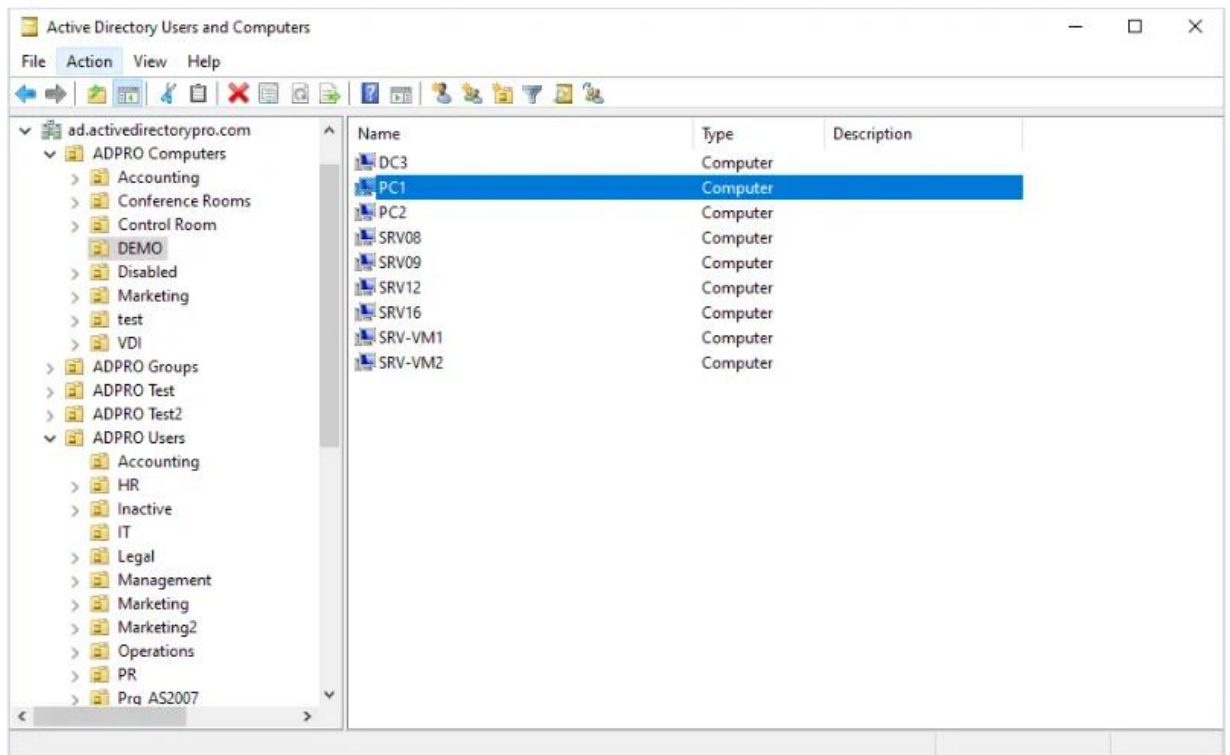 Active Directory Users and Computers
File Action View Help
ad.activedirectorypro.com
ADPRO Computers
Accounting
Conference Rooms
Control Room
DEMO
Disabled
Marketing
test
VDI
ADPRO Groups
ADPRO Test
ADPRO Test2
ADPRO Users
Accounting
HR
Inactive
IT
Legal
Management
Marketing
Marketing2
Operations
PR
Prg_AS2007
Name Type Description
DC3 Computer
PC1 Computer
PC2 Computer
SRV08 Computer
SRV09 Computer
SRV12 Computer
SRV16 Computer
SRV-VM1 Computer
SRV-VM2 Computer